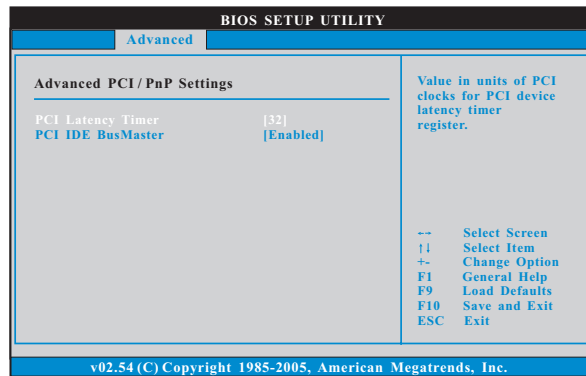 BIOS SETUP UTILITY
Advanced
Advanced PCI / PnP Settings
PCI Latency Timer [32]
PCI IDE BusMaster [Enabled]
Value in units of PCI
clocks for PCI device
latency timer
register.
←→ Select Screen
↑↓ Select Item
+- Change Option
F1 General Help
F9 Load Defaults
F10 Save and Exit
ESC Exit
v02.54 (C) Copyright 1985-2005, American Megatrends, Inc.